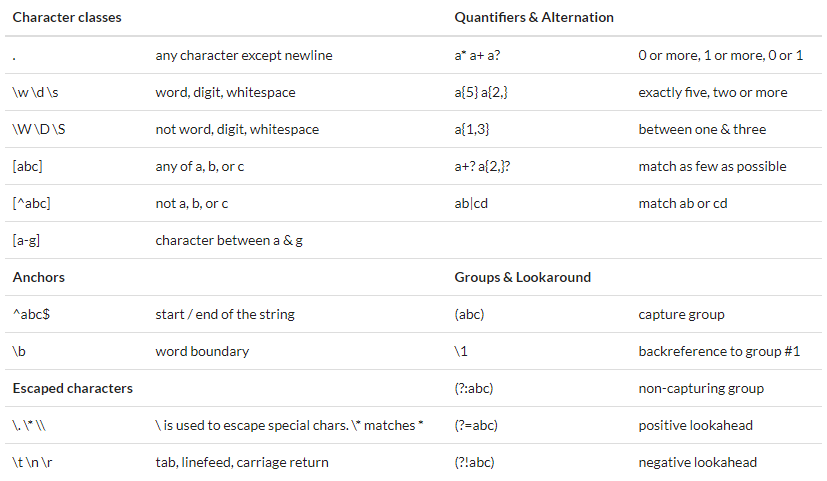 Character classes Quantifiers & Alternation
. any character except newline a* a+ a? 0 or more, 1 or more, 0 or 1
\w \d \s word, digit, whitespace a{5} a{2,} exactly five, two or more
\W \D \S not word, digit, whitespace a{1,3} between one & three
[abc] any of a, b, or c a+? a{2,}? match as few as possible
[^abc] not a, b, or c ab|cd match ab or cd
[a-g] character between a & g
Anchors Groups & Lookaround
^abc$ start / end of the string (abc) capture group
\b word boundary \1 backreference to group #1
Escaped characters (?:abc) non-capturing group
\. \* \\ \ is used to escape special chars. \* matches * (?=abc) positive lookahead
\t \n \r tab, linefeed, carriage return (?!abc) negative lookahead